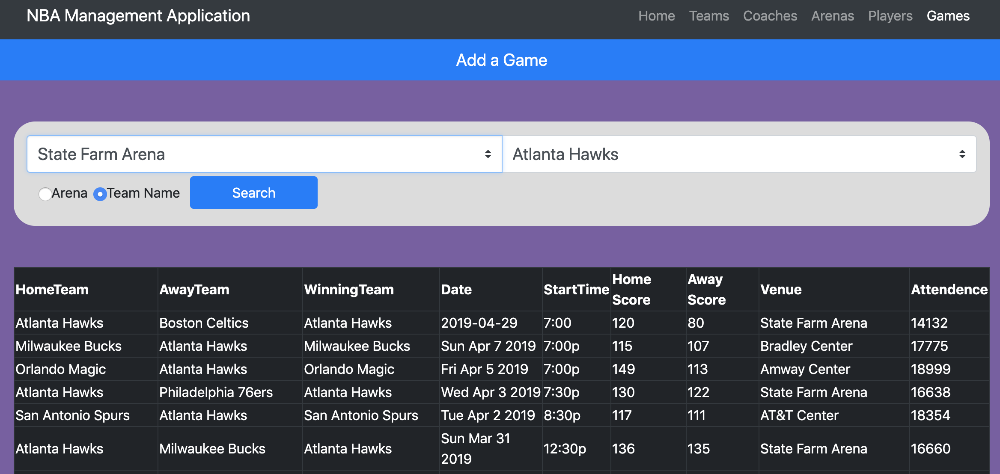 NBA Management Application Home Teams Coaches Arenas Players Games
Add a Game
State Farm Arena Atlanta Hawks
Arena Team Name Search
HomeTeam AwayTeam WinningTeam Date StartTime Home Score Away Score Venue Attendence
Atlanta Hawks Boston Celtics Atlanta Hawks 2019-04-29 7:00 120 80 State Farm Arena 14132
Milwaukee Bucks Atlanta Hawks Milwaukee Bucks Sun Apr 7 2019 7:00p 115 107 Bradley Center 17775
Orlando Magic Atlanta Hawks Orlando Magic Fri Apr 5 2019 7:00p 149 113 Amway Center 18999
Atlanta Hawks Philadelphia 76ers Atlanta Hawks Wed Apr 3 2019 7:30p 130 122 State Farm Arena 16638
San Antonio Spurs Atlanta Hawks San Antonio Spurs Tue Apr 2 2019 8:30p 117 111 AT&T Center 18354
Atlanta Hawks Milwaukee Bucks Atlanta Hawks Sun Mar 31 2019 12:30p 136 135 State Farm Arena 16660